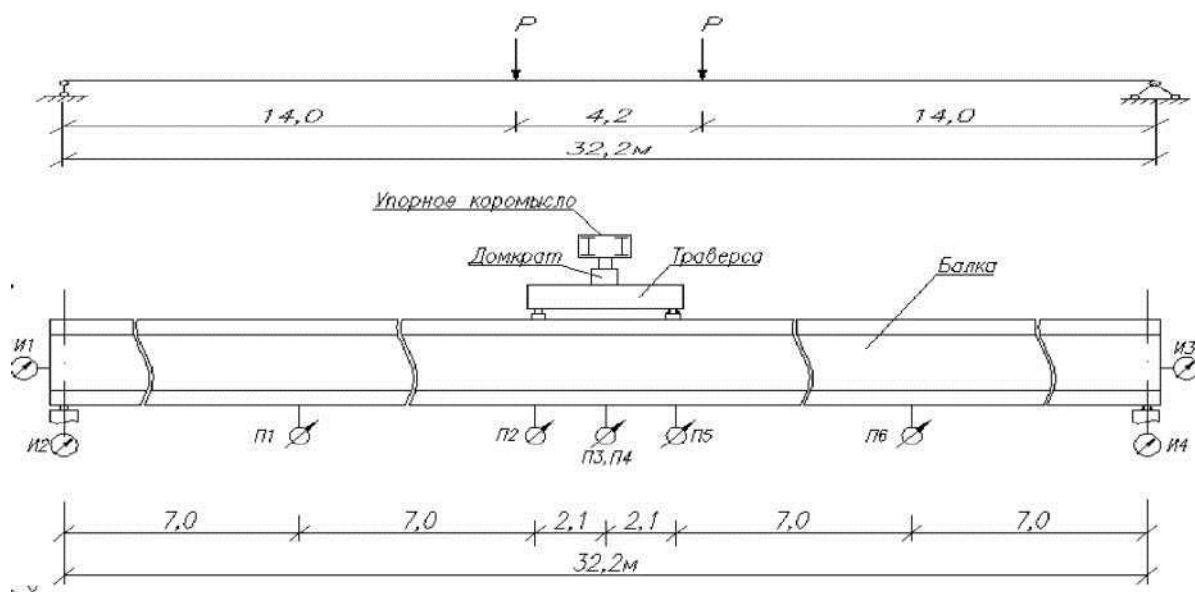 P P
14,0 4,2 14,0
32,2м
Упорное коромысло
Домкрат Траверса Балка
И1 И3
И2 П1 П2 П3,П4 П5 П6 И4
7,0 7,0 2,1 2,1 7,0 7,0
32,2м